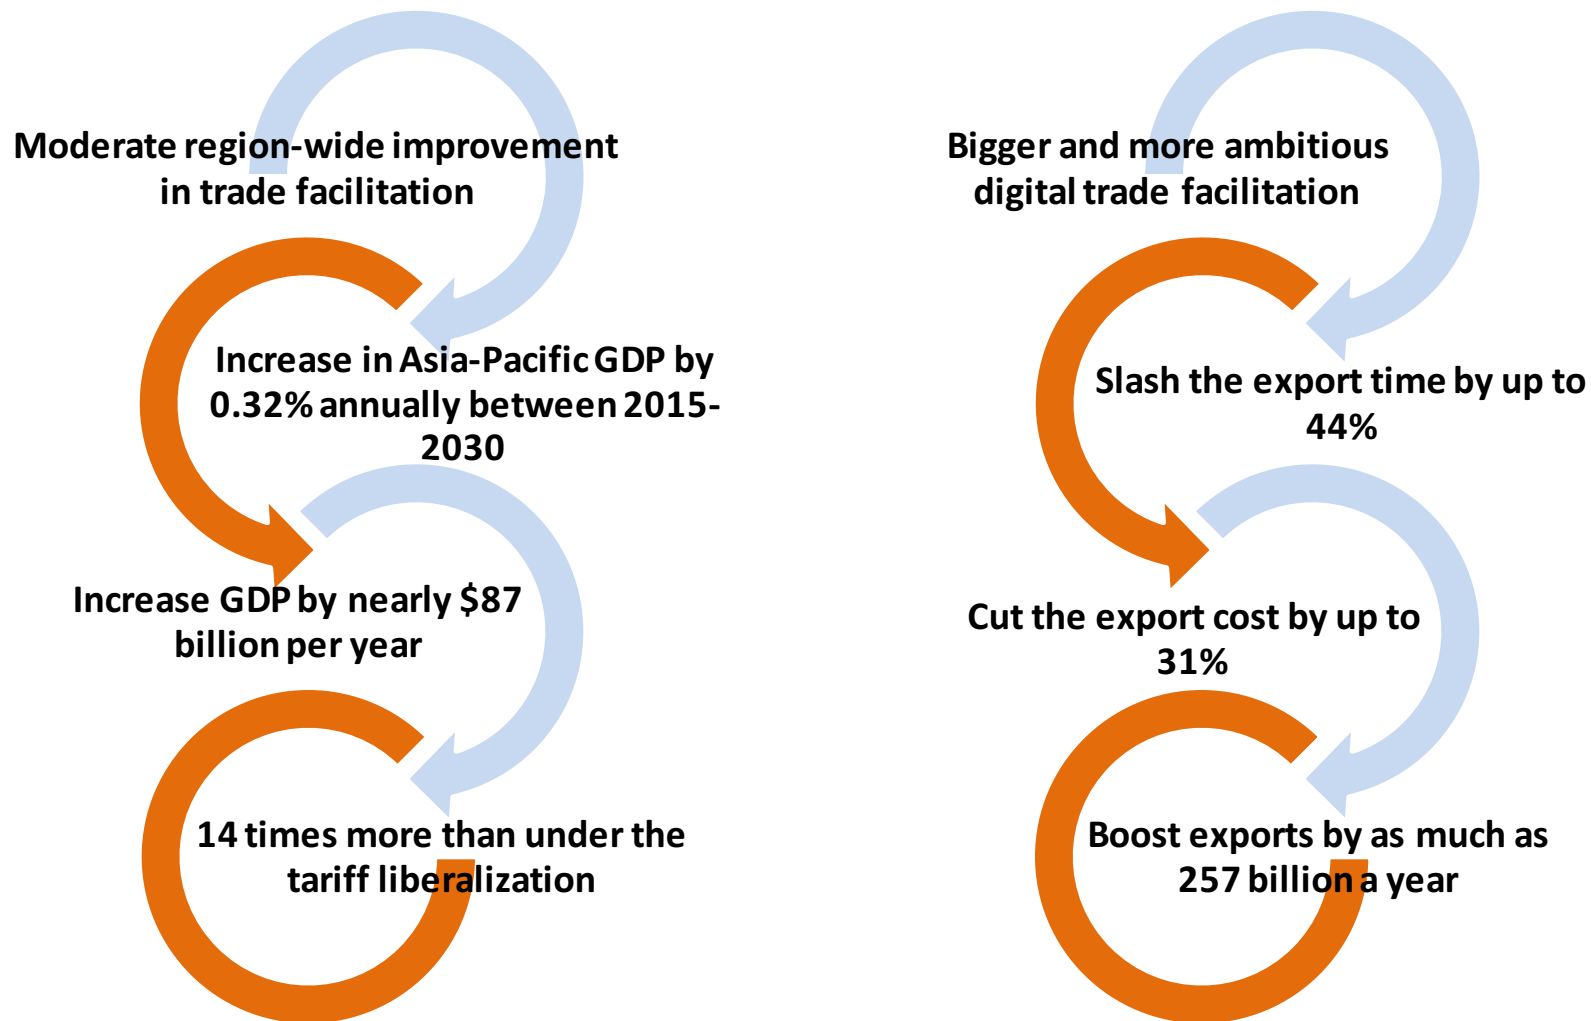 Moderate region-wide improvement
in trade facilitation
Increase in Asia-Pacific GDP by
0.32% annually between 2015-
2030
Increase GDP by nearly $87
billion per year
14 times more than under the
tariff liberalization
Bigger and more ambitious
digital trade facilitation
Slash the export time by up to
44%
Cut the export cost by up to
31%
Boost exports by as much as
257 billion a year